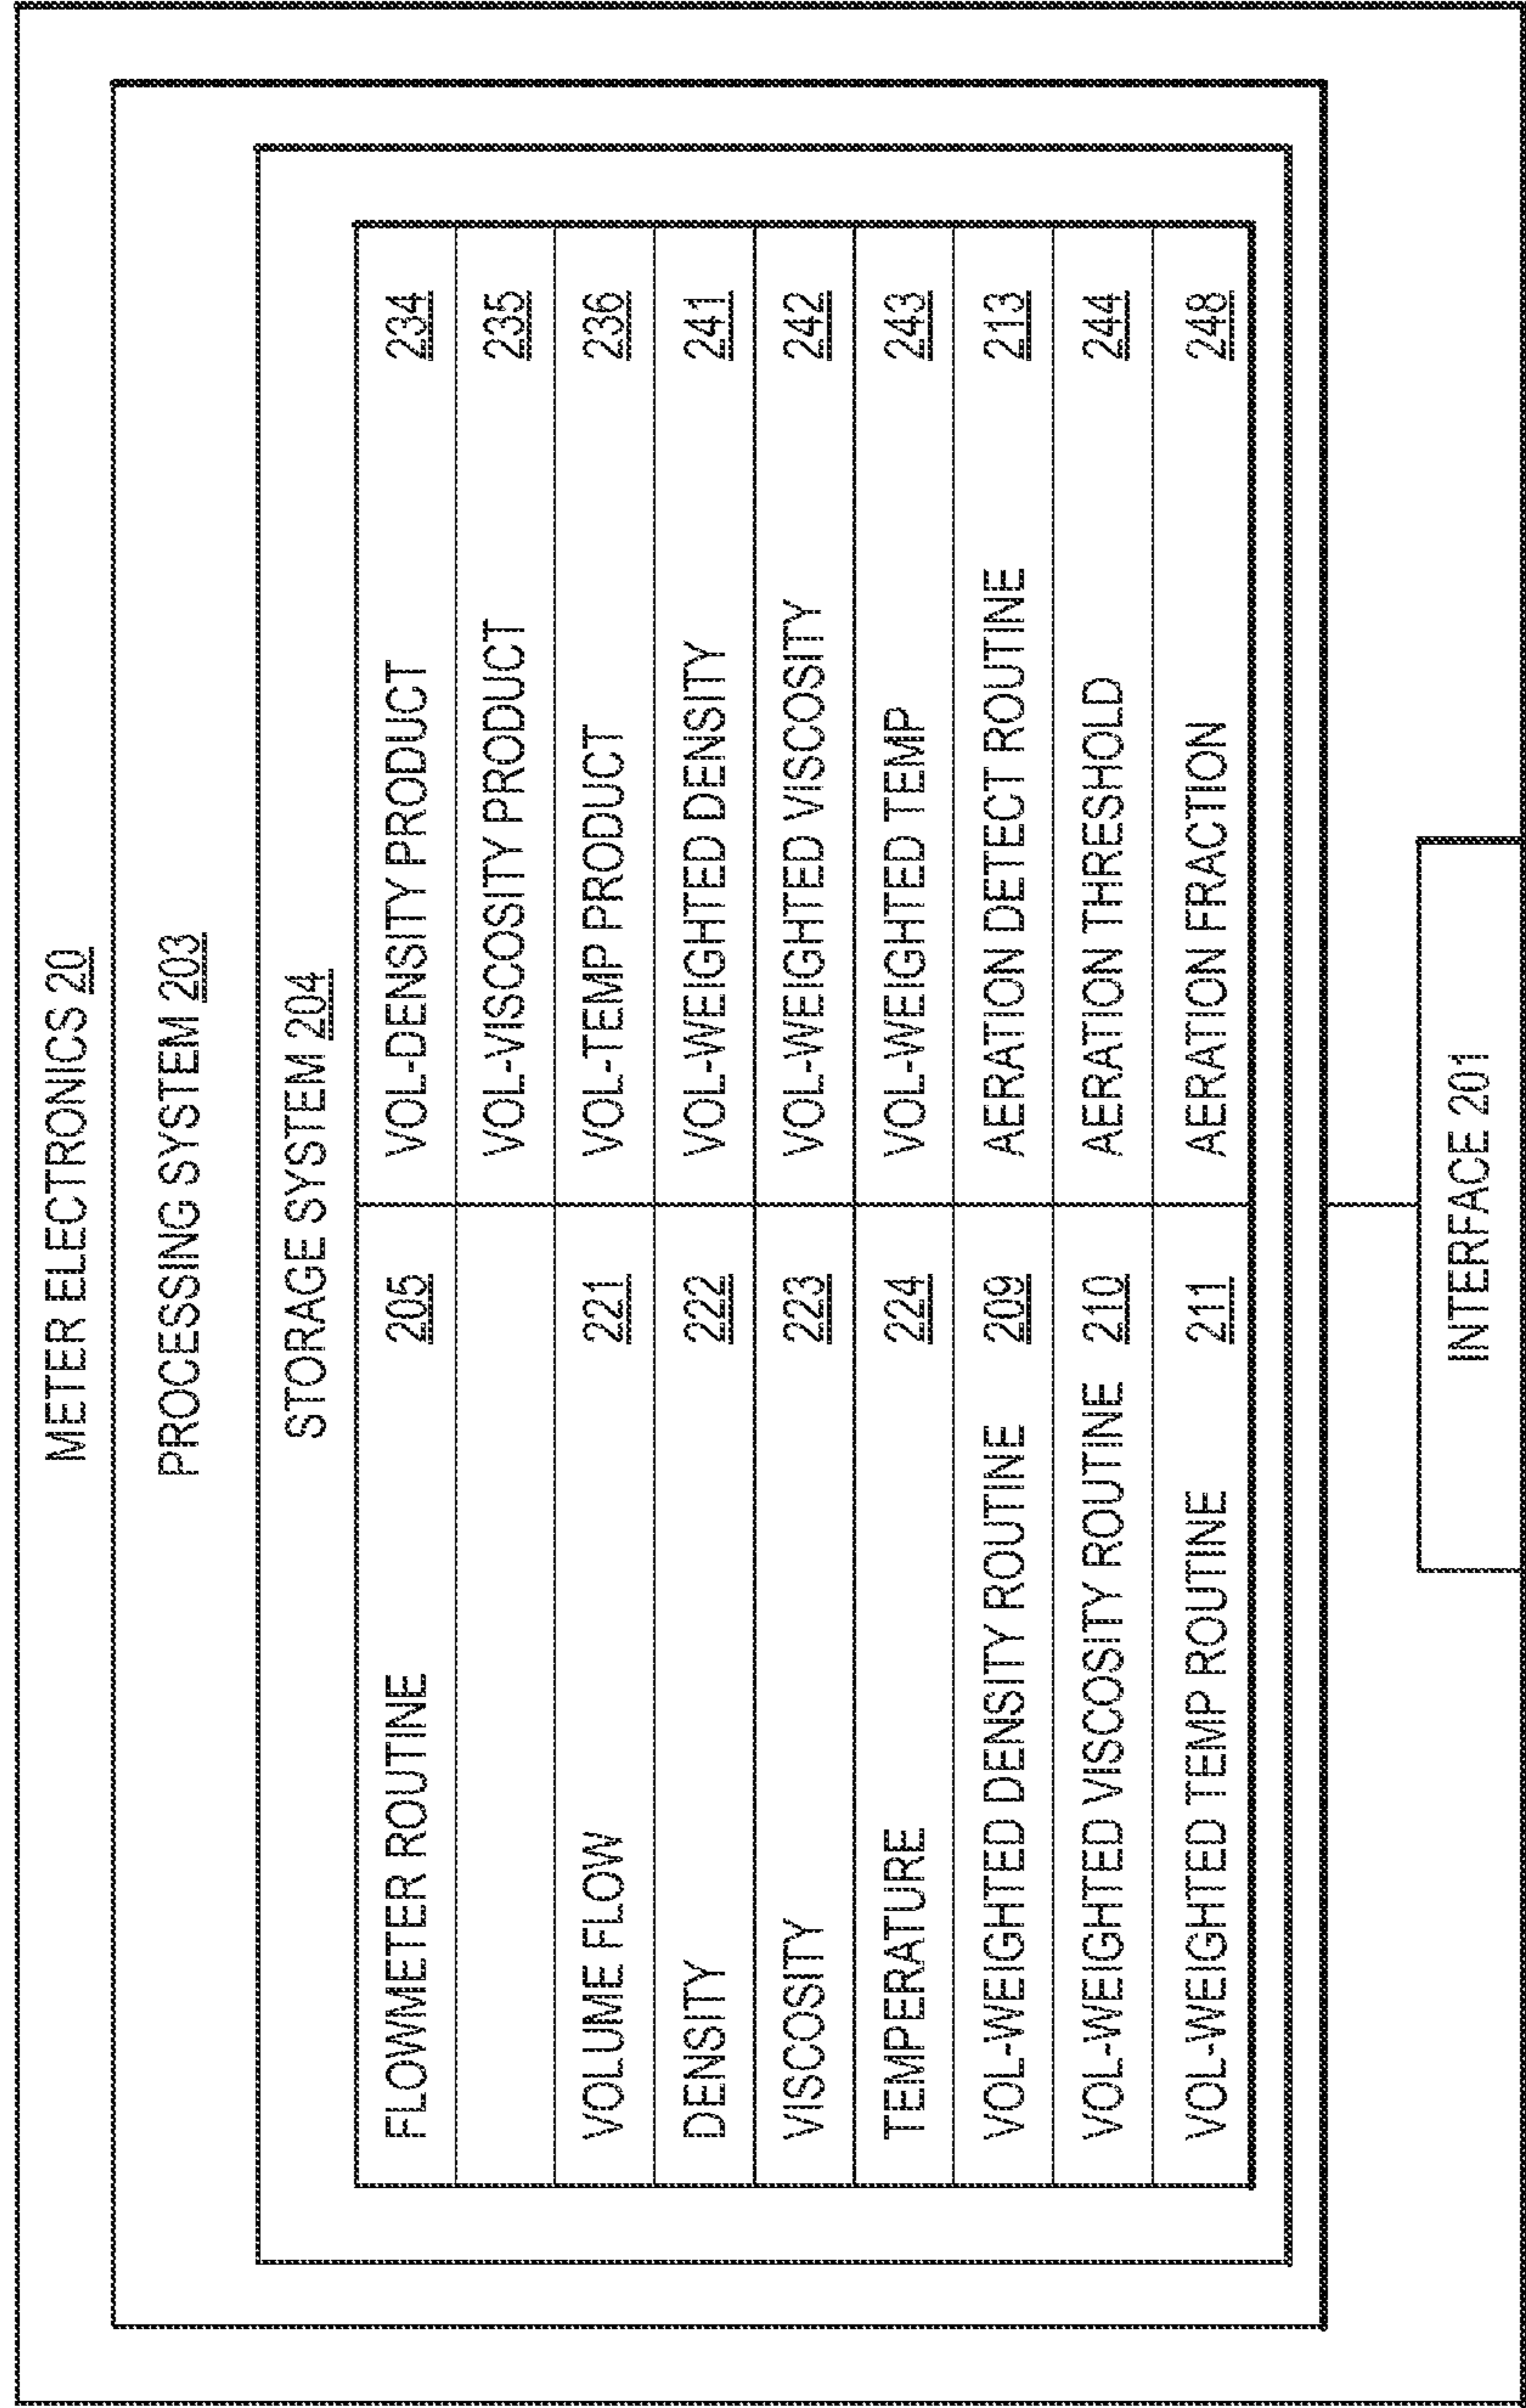 METER ELECTRONICS 20
PROCESSING SYSTEM 203
STORAGE SYSTEM 204
FLOWMETER ROUTINE 205 VOL-DENSITY PRODUCT 234
VOL-VISCOSITY PRODUCT 235
VOLUME FLOW 221 VOL-TEMP PRODUCT 236
DENSITY 222 VOL-WEIGHTED DENSITY 241
VISCOSITY 223 VOL-WEIGHTED VISCOSITY 242
TEMPERATURE 224 VOL-WEIGHTED TEMP 243
VOL-WEIGHTED DENSITY ROUTINE 209 AERATION DETECT ROUTINE 213
VOL-WEIGHTED VISCOSITY ROUTINE 210 AERATION THRESHOLD 244
VOL-WEIGHTED TEMP ROUTINE 211 AERATION FRACTION 248
INTERFACE 201